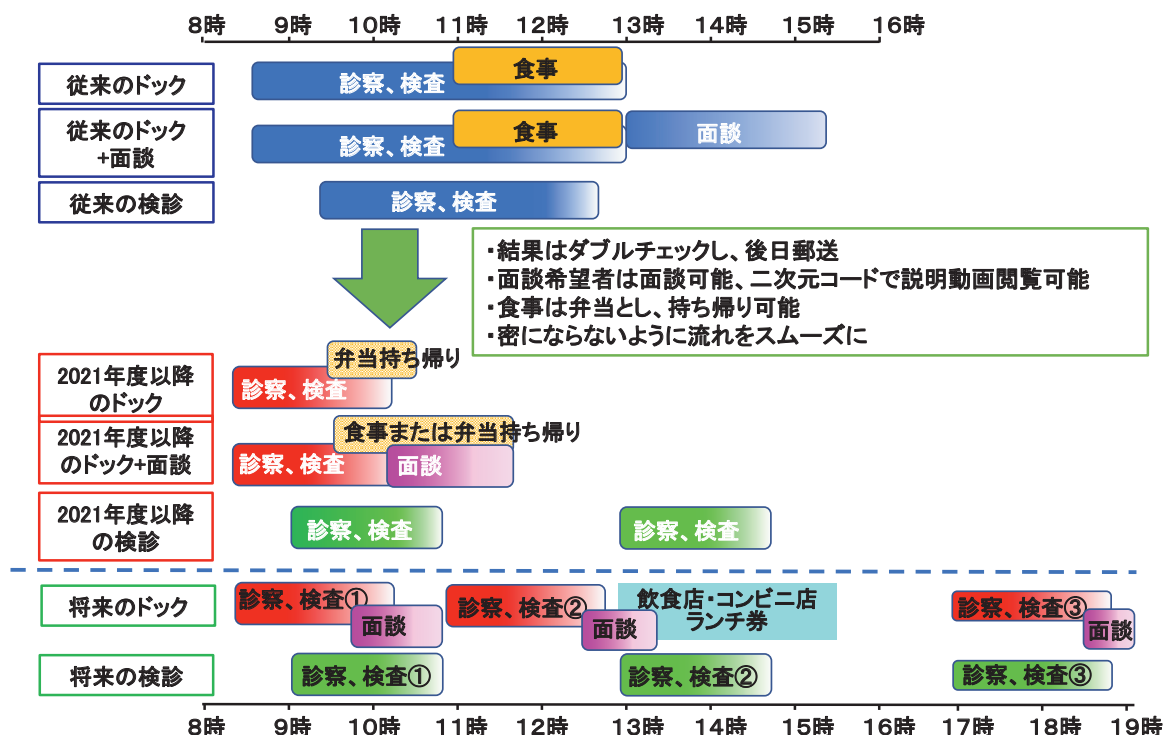 8時 9時 10時 11時 12時 13時 14時 15時 16時
従来のドック
診察、検査
食事
従来のドック
+面談
診察、検査
食事
面談
従来の検診
診察、検査
・結果はダブルチェックし、後日郵送
・面談希望者は面談可能、二次元コードで説明動画閲覧可能
・食事は弁当とし、持ち帰り可能
・密にならないように流れをスムーズに
2021年度以降
のドック
弁当持ち帰り
診察、検査
2021年度以降
のドック+面談
食事または弁当持ち帰り
診察、検査
面談
2021年度以降
の検診
診察、検査
診察、検査
将来のドック
診察、検査①
面談
診察、検査②
面談
飲食店・コンビニ店
ランチ券
診察、検査③
面談
将来の検診
診察、検査①
診察、検査②
診察、検査③
8時 9時 10時 11時 12時 13時 14時 15時 16時 17時 18時 19時